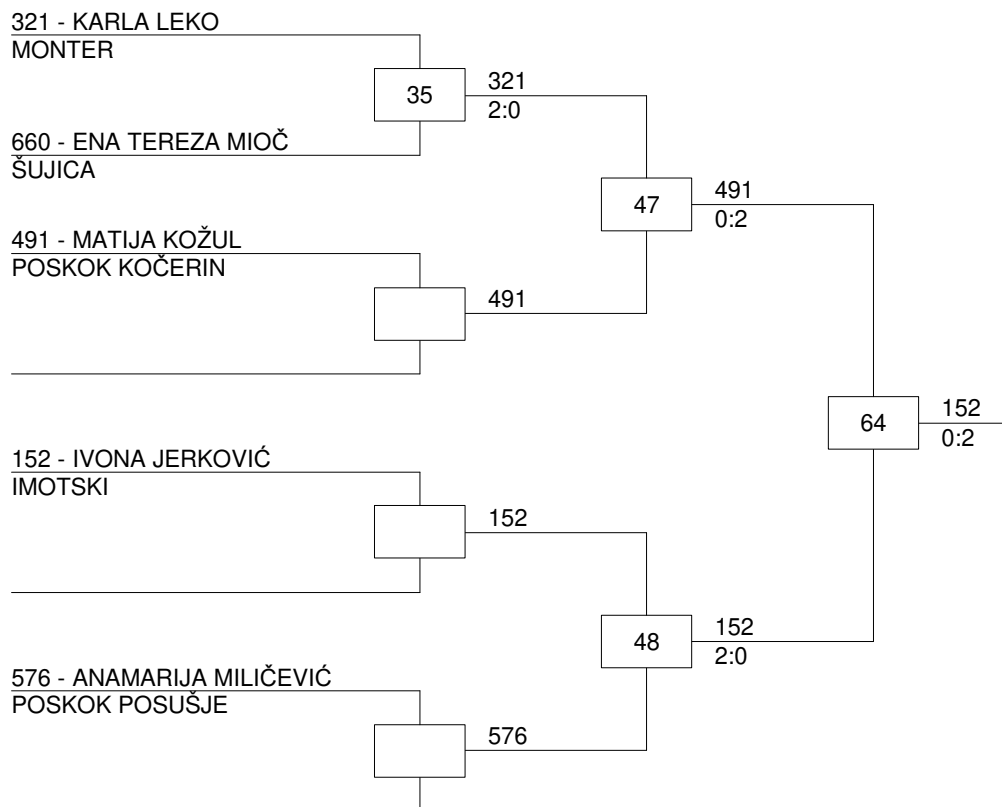 321 - KARLA LEKO
MONTER
35
321
2:0
660 - ENA TEREZA MIOČ
ŠUJICA
47
491
0:2
491 - MATIJA KOŽUL
POSKOK KOČERIN
491
64
152
0:2
152 - IVONA JERKOVIĆ
IMOTSKI
152
48
152
2:0
576 - ANAMARIJA MILIČEVIĆ
POSKOK POSUŠJE
576